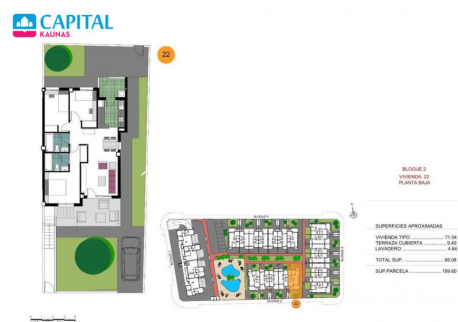 CAPITAL
KAUNAS
22
BLOQUE 2
VIVIENDA. 22
PLANTA BAJA
SUPERFICIES APROXIMADAS
VIVIENDA TIPO 71.04
TERRAZA CUBIERTA 9.40
LAVADERO 4.64
TOTAL SUP. 85.08
SUP.PARCELA 199.60